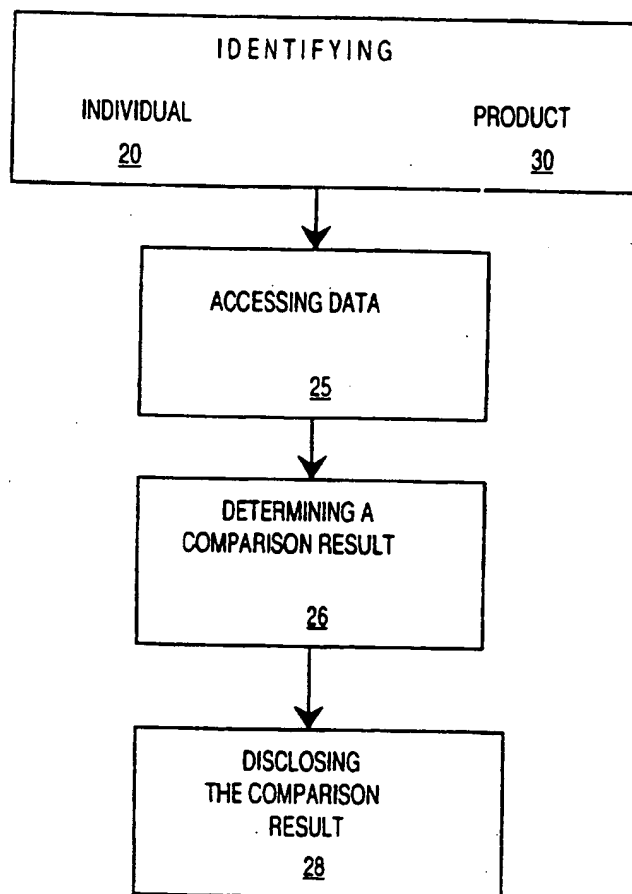 IDENTIFYING
INDIVIDUAL PRODUCT
20 30
ACCESSING DATA
25
DETERMINING A
COMPARISON RESULT
26
DISCLOSING
THE COMPARISON
RESULT
28